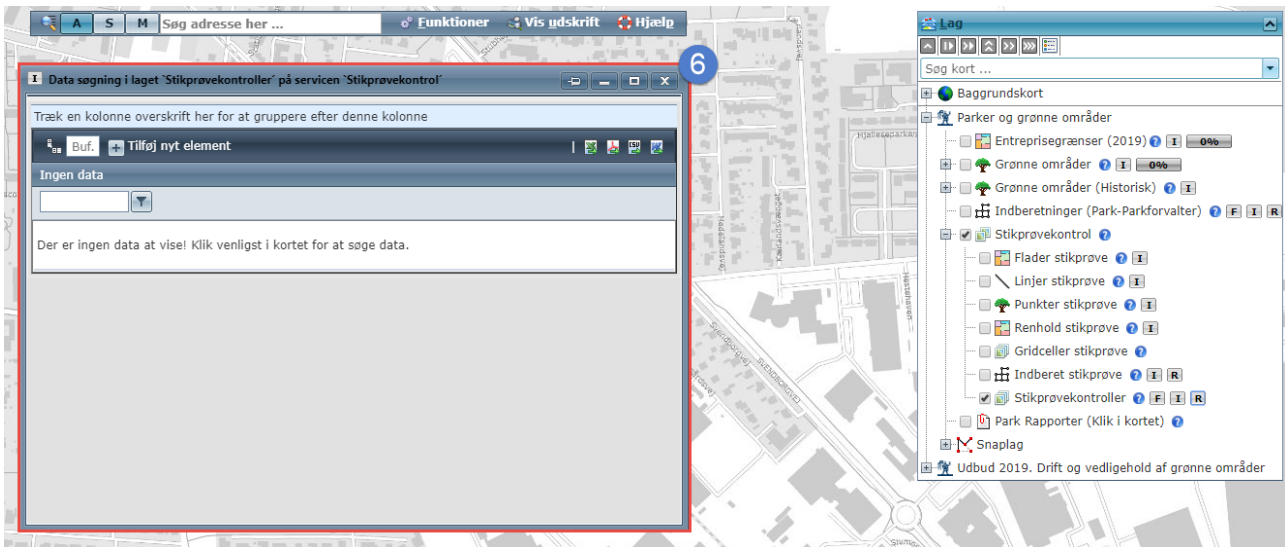 A S M Søg adresse her ... Funktioner Vis udskrift Hjælp
6
I Data søgning i laget `Stikprøvekontroller´ på servicen `Stikprøvekontrol´
Træk en kolonne overskrift her for at gruppere efter denne kolonne
Buf. Tilføj nyt element
Ingen data
Der er ingen data at vise! Klik venligst i kortet for at søge data.
Lag
Søg kort ...
Baggrundskort
Parker og grønne områder
Entreprisegrænser (2019) ? I 0%
Grønne områder ? I 0%
Grønne områder (Historisk) ? I
Indberetninger (Park-Parkforvalter) ? F I R
Stikprøvekontrol ?
Flader stikprøve ? I
Linjer stikprøve ? I
Punkter stikprøve ? I
Renhold stikprøve ? I
Gridceller stikprøve ?
Indberet stikprøve ? I R
Stikprøvekontroller ? F I R
Park Rapporter (Klik i kortet) ?
Snaplag
Udbud 2019. Drift og vedligehold af grønne områder
SVENDBORGVEJ
Svendborgvej